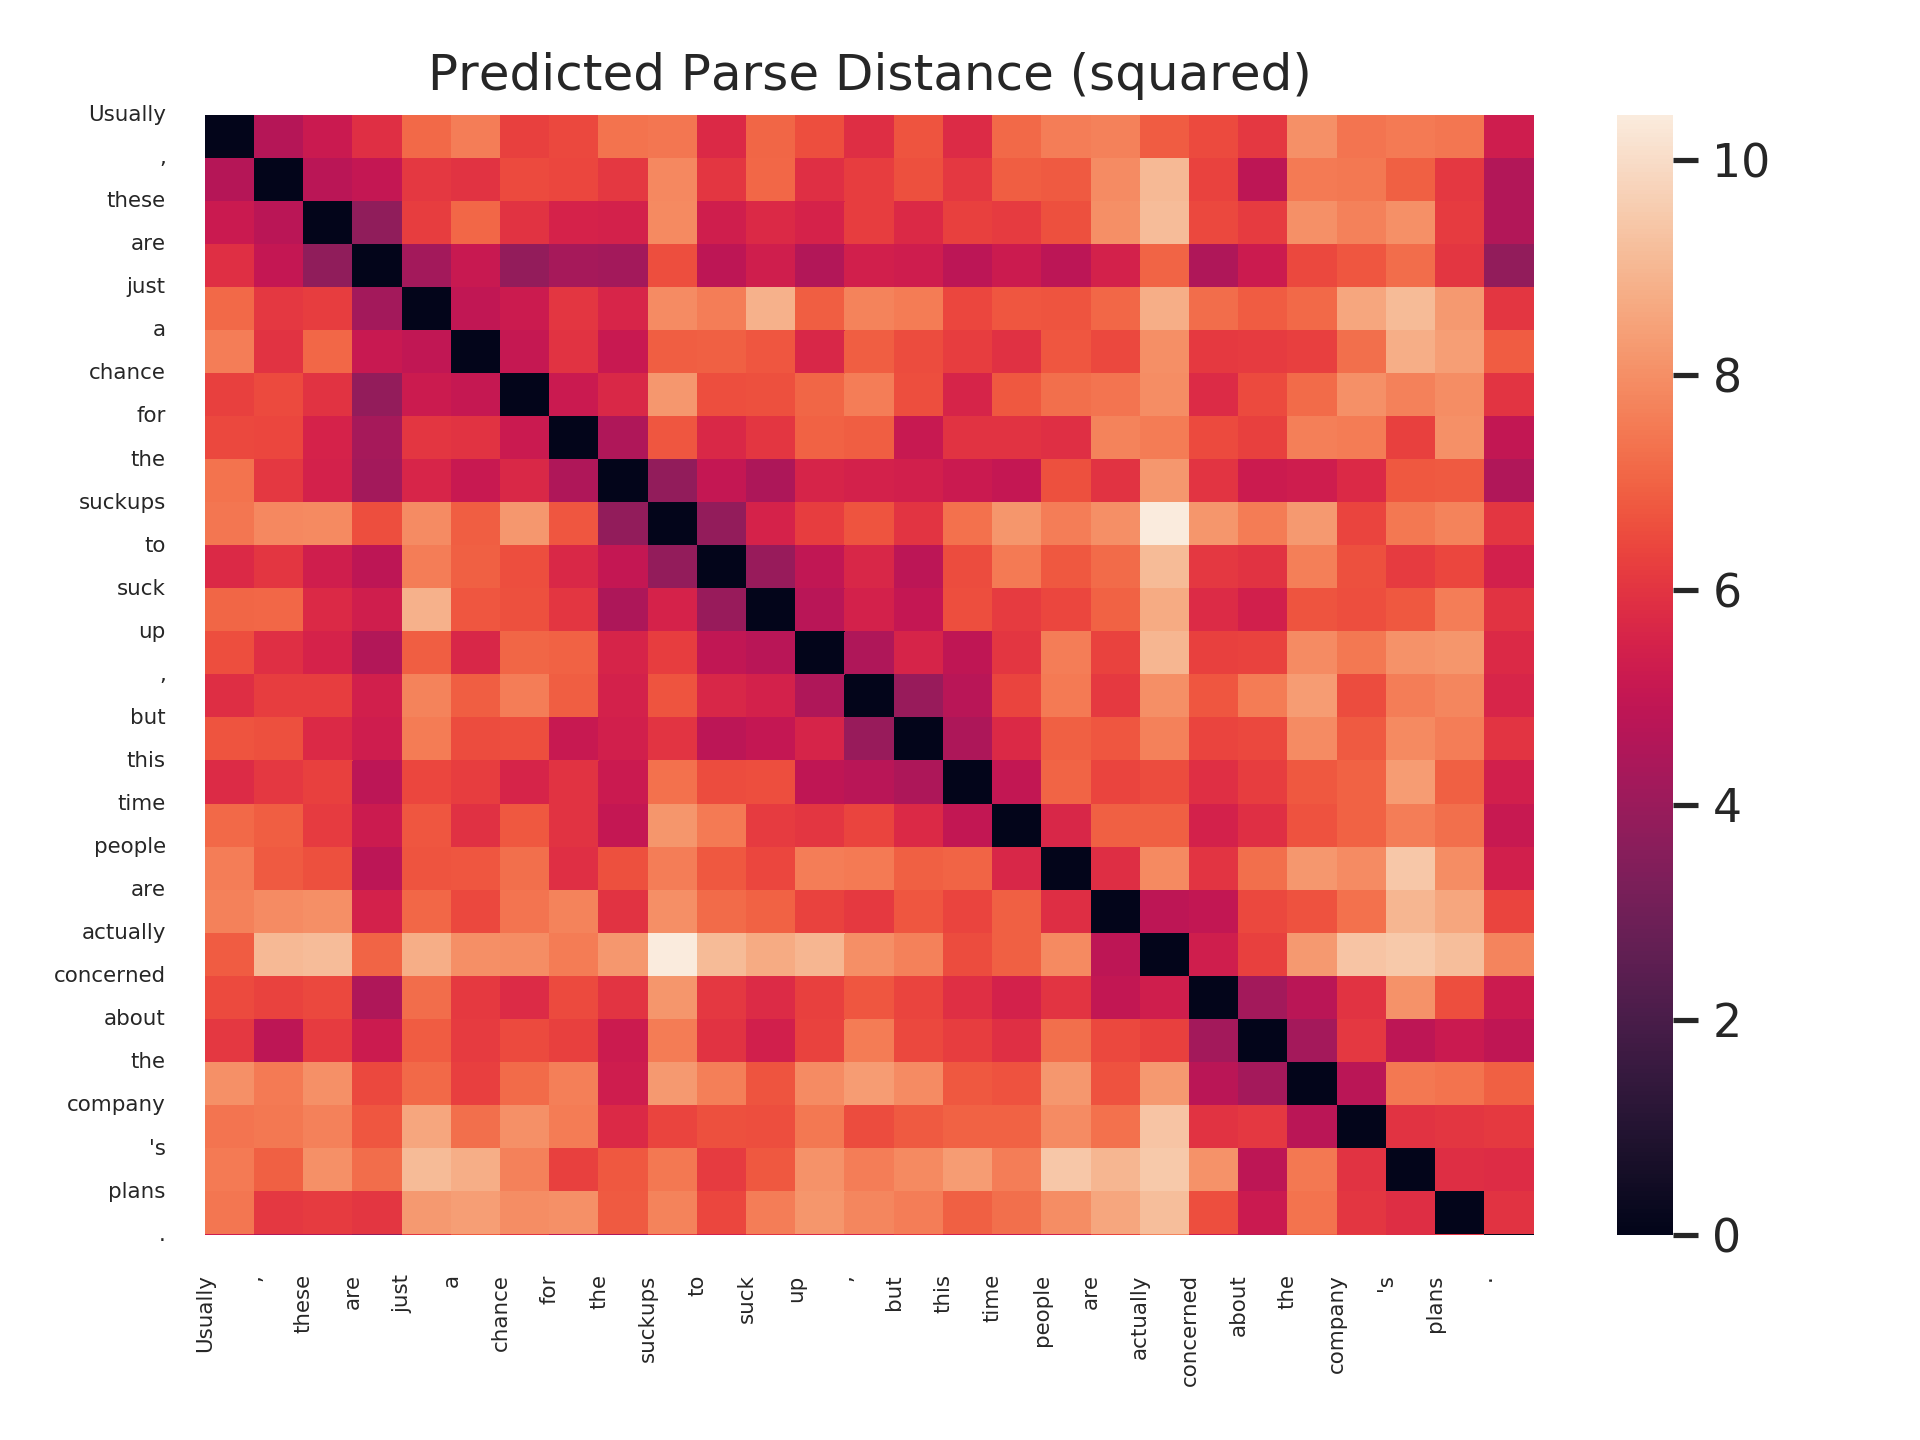 Predicted Parse Distance (squared)
Usually
,
these
are
just
a
chance
for
the
suckups
to
suck
up
,
but
this
time
people
are
actually
concerned
about
the
company
's
plans
.
10
8
6
4
2
0
Usually
,
these
are
just
a
chance
for
the
suckups
to
suck
up
,
but
this
time
people
are
actually
concerned
about
the
company
's
plans
.